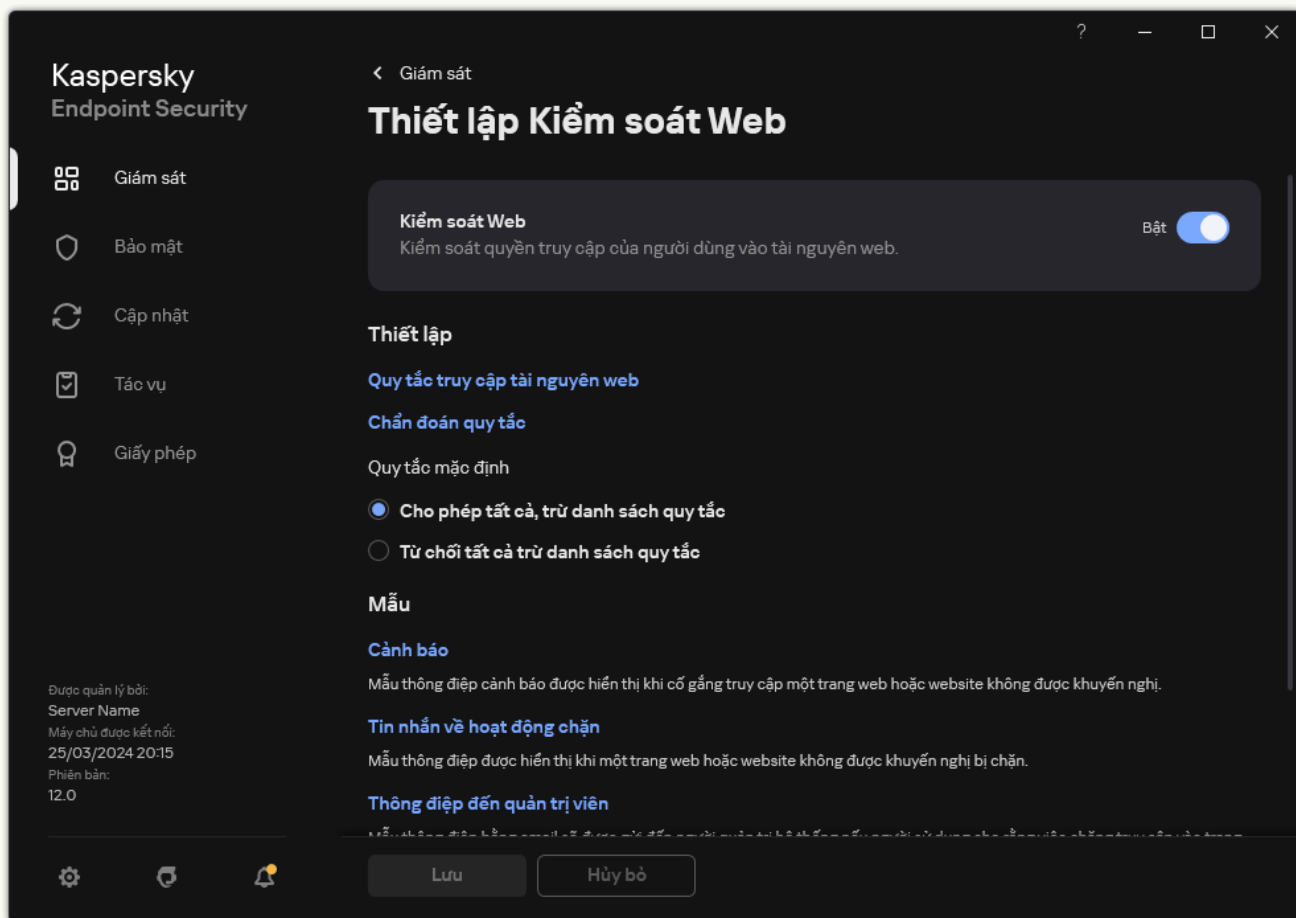 ?
Kaspersky
Endpoint Security
Giám sát
Bảo mật
Cập nhật
Tác vụ
Giấy phép
Được quản lý bởi:
Server Name
Máy chủ được kết nối:
25/03/2024 20:15
Phiên bản:
12.0
Giám sát
Thiết lập Kiểm soát Web
Kiểm soát Web
Kiểm soát quyền truy cập của người dùng vào tài nguyên web.
Bật
Thiết lập
Quy tắc truy cập tài nguyên web
Chẩn đoán quy tắc
Quy tắc mặc định
Cho phép tất cả, trừ danh sách quy tắc
Từ chối tất cả trừ danh sách quy tắc
Mẫu
Cảnh báo
Mẫu thông điệp cảnh báo được hiển thị khi cố gắng truy cập một trang web hoặc website không được khuyến nghị.
Tin nhắn về hoạt động chặn
Mẫu thông điệp được hiển thị khi một trang web hoặc website không được khuyến nghị bị chặn.
Thông điệp đến quản trị viên
Lưu
Hủy bỏ